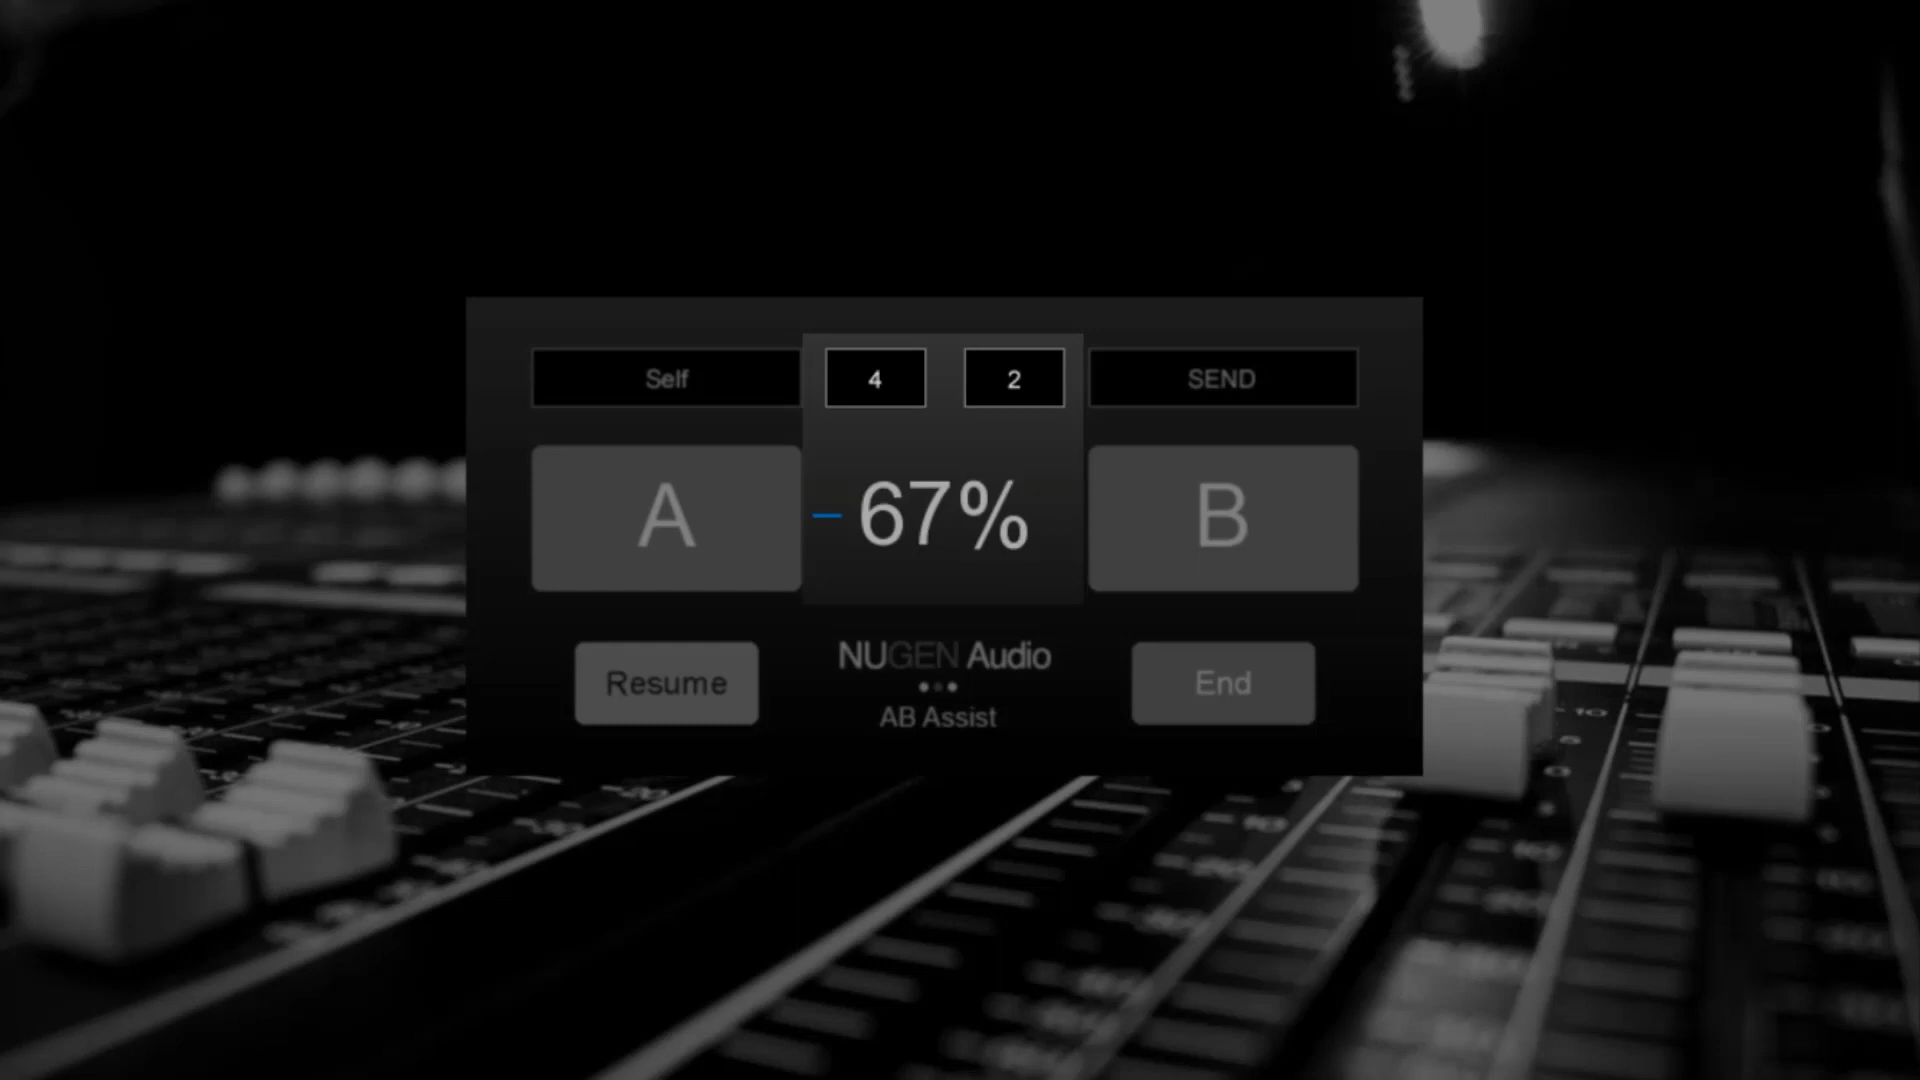 Self 4 2 SEND
A – 67% B
NUGEN Audio
Resume End
AB Assist